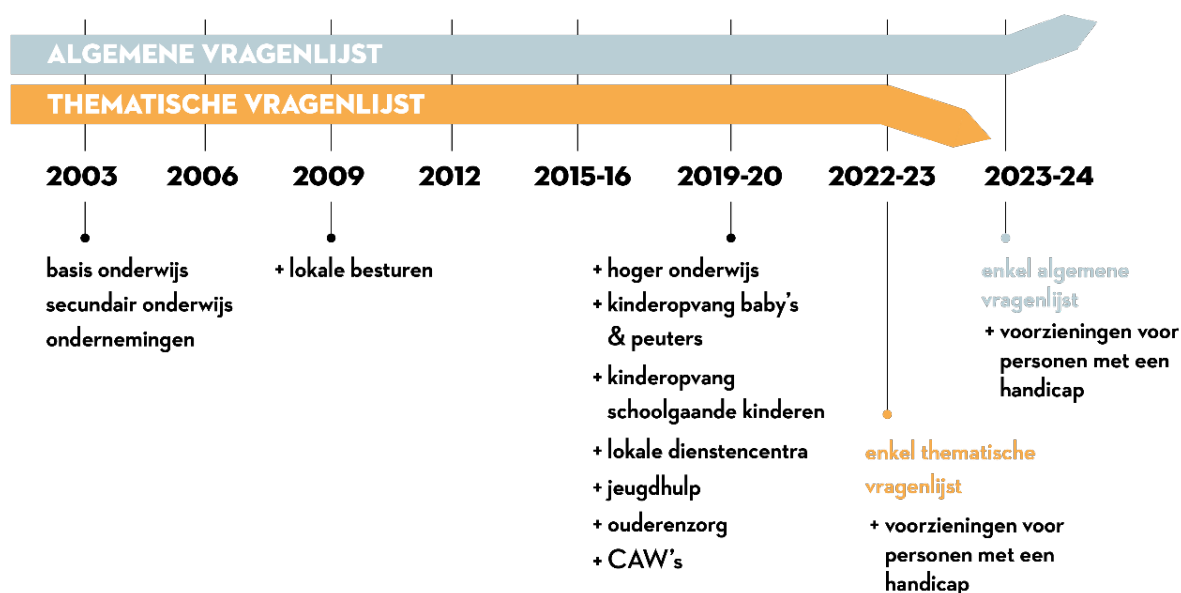 ALGEMENE VRAGENLIJST
THEMATISCHE VRAGENLIJST
2003 2006 2009 2012 2015-16 2019-20 2022-23 2023-24
basis onderwijs
secundair onderwijs
ondernemingen
+ lokale besturen
+ hoger onderwijs
+ kinderopvang baby's
& peuters
+ kinderopvang
schoolgaande kinderen
+ lokale dienstencentra
+ jeugdhulp
+ ouderenzorg
+ CAW's
enkel thematische
vragenlijst
+ voorzieningen voor
personen met een
handicap
enkel algemene
vragenlijst
+ voorzieningen voor
personen met een
handicap